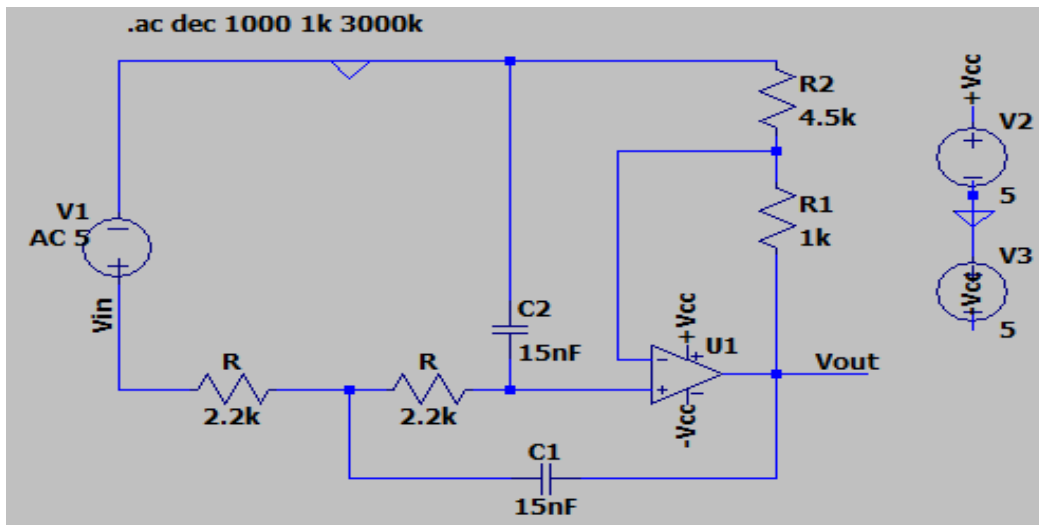 .ac dec 1000 1k 3000k
R2
4.5k
+Vcc
V2
5
V1
AC 5
R1
1k
V3
+Vcc
5
Vin
C2
15nF
+Vcc
U1
Vout
R
2.2k
R
2.2k
-Vcc
C1
15nF